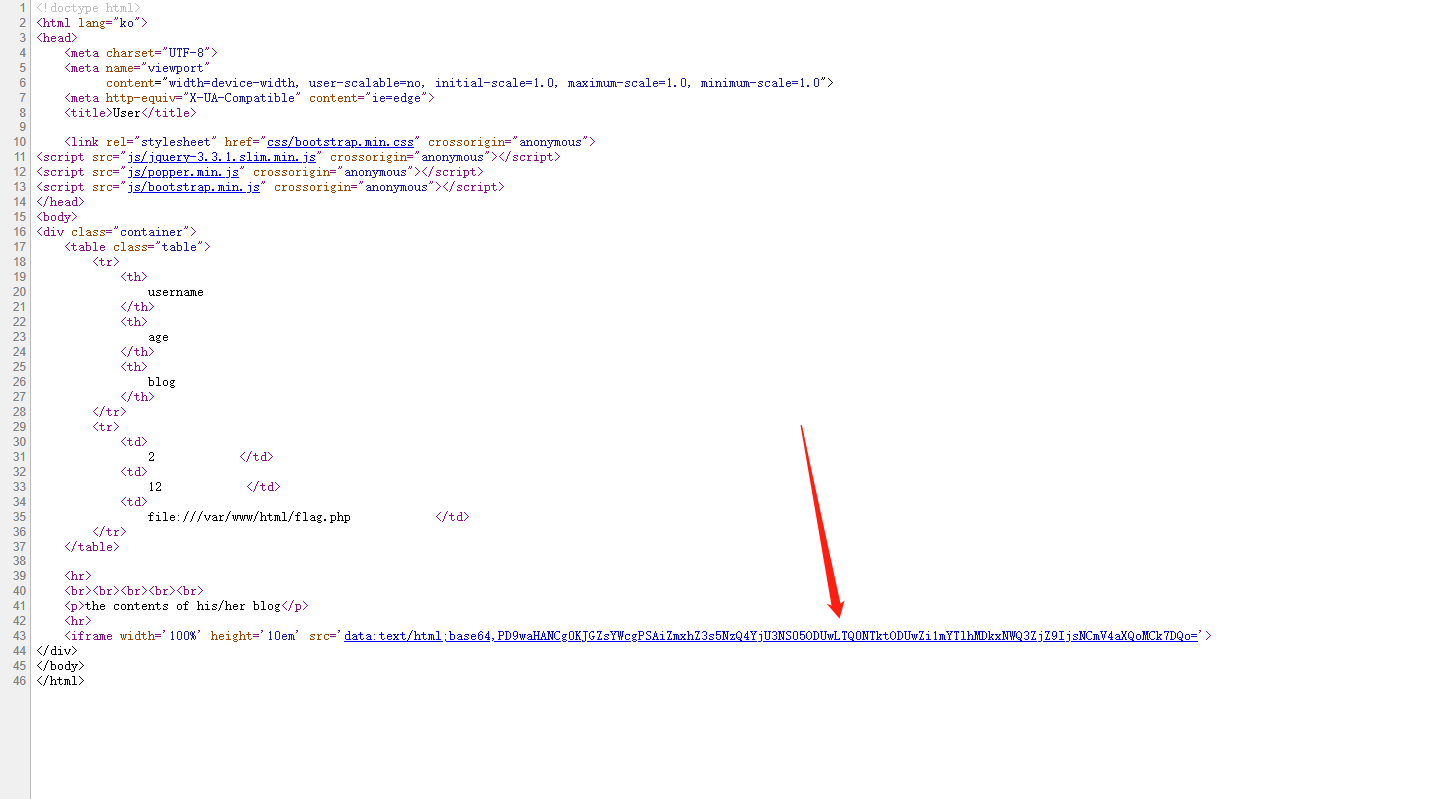 1 <!doctype html>
2 <html lang="ko">
3 <head>
4 <meta charset="UTF-8">
5 <meta name="viewport"
6 content="width=device-width, user-scalable=no, initial-scale=1.0, maximum-scale=1.0, minimum-scale=1.0">
7 <meta http-equiv="X-UA-Compatible" content="ie=edge">
8 <title>User</title>
9
10 <link rel="stylesheet" href="css/bootstrap.min.css" crossorigin="anonymous">
11 <script src="js/jquery-3.3.1.slim.min.js" crossorigin="anonymous"></script>
12 <script src="js/popper.min.js" crossorigin="anonymous"></script>
13 <script src="js/bootstrap.min.js" crossorigin="anonymous"></script>
14 </head>
15 <body>
16 <div class="container">
17 <table class="table">
18 <tr>
19 <th>
20 username
21 </th>
22 <th>
23 age
24 </th>
25 <th>
26 blog
27 </th>
28 </tr>
29 <tr>
30 <td>
31 2 </td>
32 <td>
33 12 </td>
34 <td>
35 file:///var/www/html/flag.php </td>
36 </tr>
37 </table>
38
39 <hr>
40 <br><br><br><br><br>
41 <p>the contents of his/her blog</p>
42 <hr>
43 <iframe width='100%' height='10em' src='data:text/html;base64,PD9waHANCg0KJGZsYWcgPSAiZmxhZ3s5NzQ4YjU3NS05ODUwLTQ0NTktODUwZi1mYTlhMDkxNWQ3ZjZ9IjsNCmV4aXQoMCk7DQo='>
44 </div>
45 </body>
46 </html>